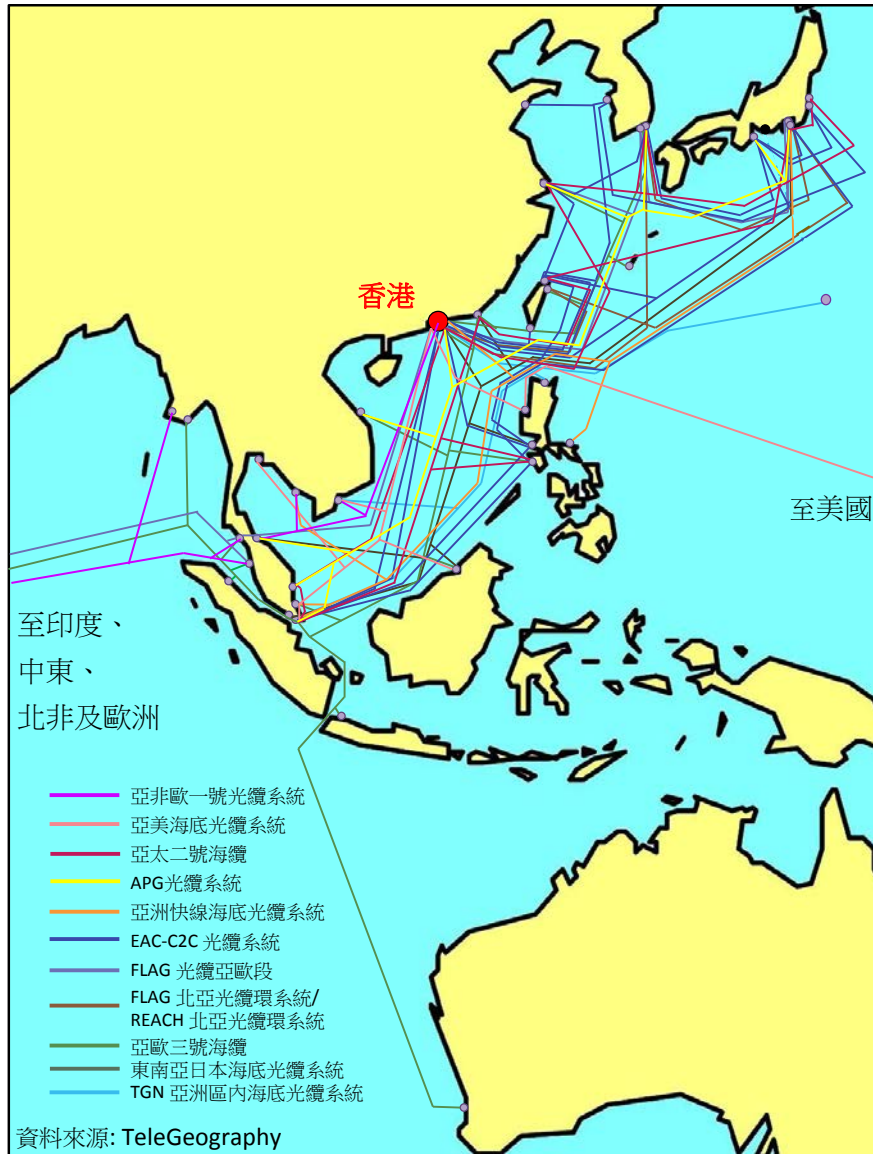 香港
至美國
至印度、
中東、
北非及歐洲
亞非歐一號光纜系統
亞美海底光纜系統
亞太二號海纜
APG光纜系統
亞洲快線海底光纜系統
EAC-C2C 光纜系統
FLAG 光纜亞歐段
FLAG 北亞光纜環系統/
REACH 北亞光纜環系統
亞歐三號海纜
東南亞日本海底光纜系統
TGN 亞洲區內海底光纜系統
資料來源: TeleGeography